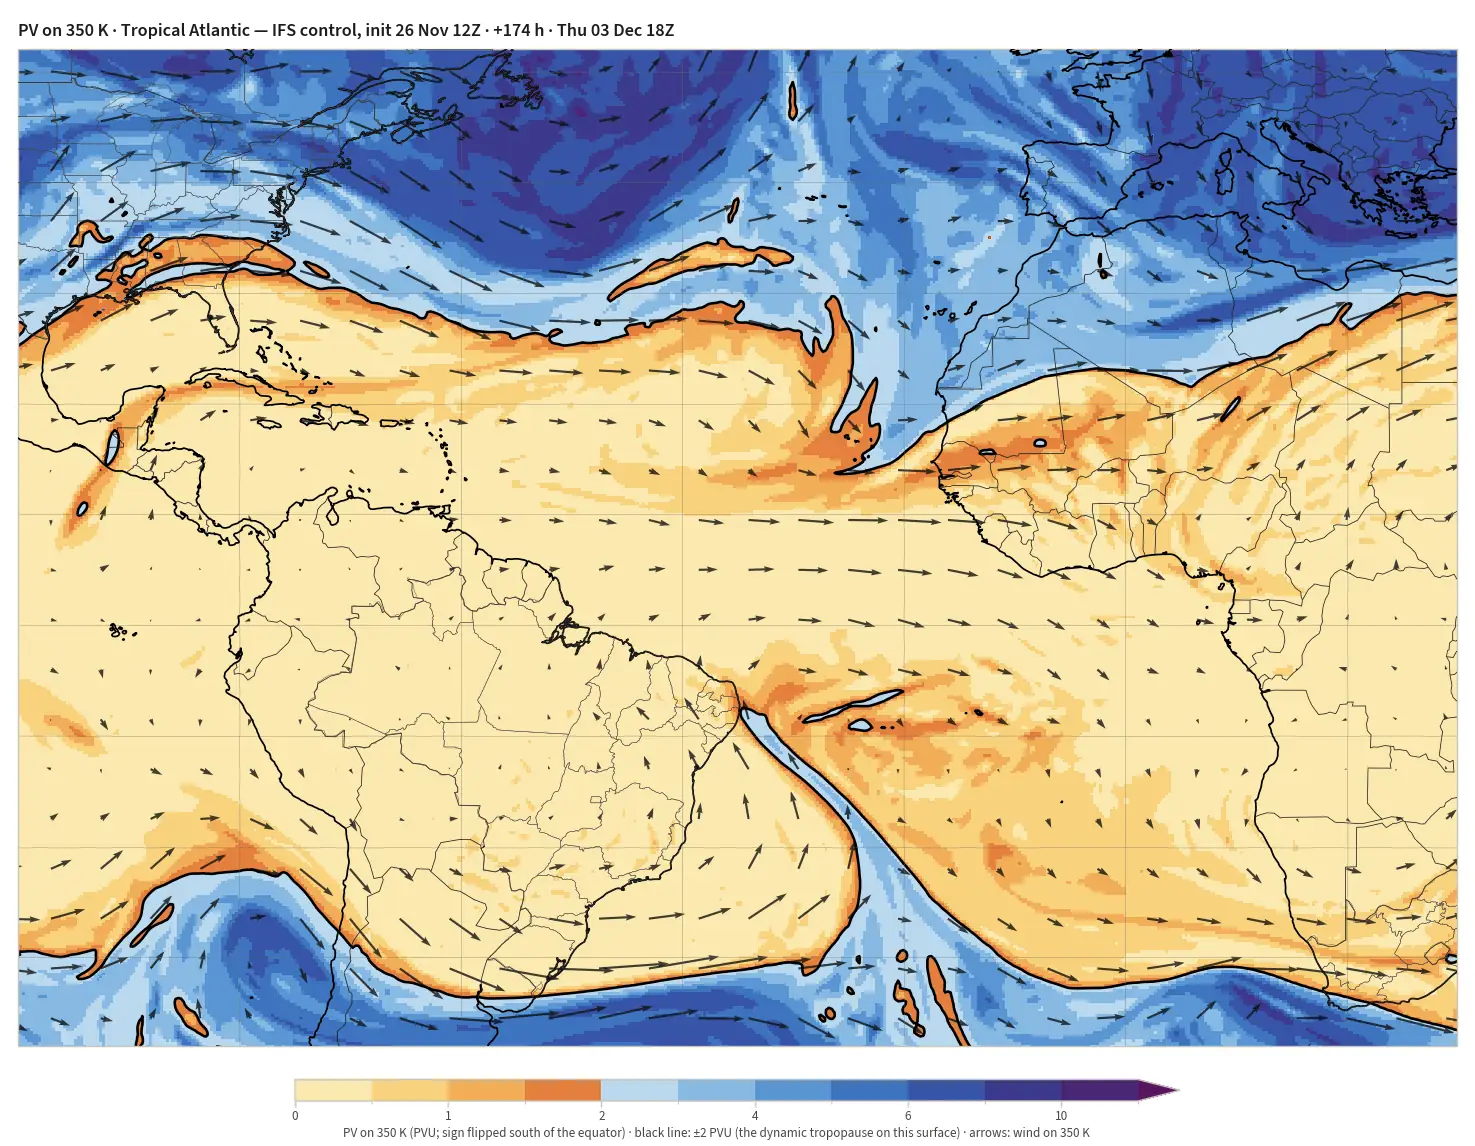 PV on 350 K · Tropical Atlantic — IFS control, init 26 Nov 12Z · +174 h · Thu 03 Dec 18Z
0 1 2 4 6 10
PV on 350 K (PVU; sign flipped south of the equator) · black line: ±2 PVU (the dynamic tropopause on this surface) · arrows: wind on 350 K